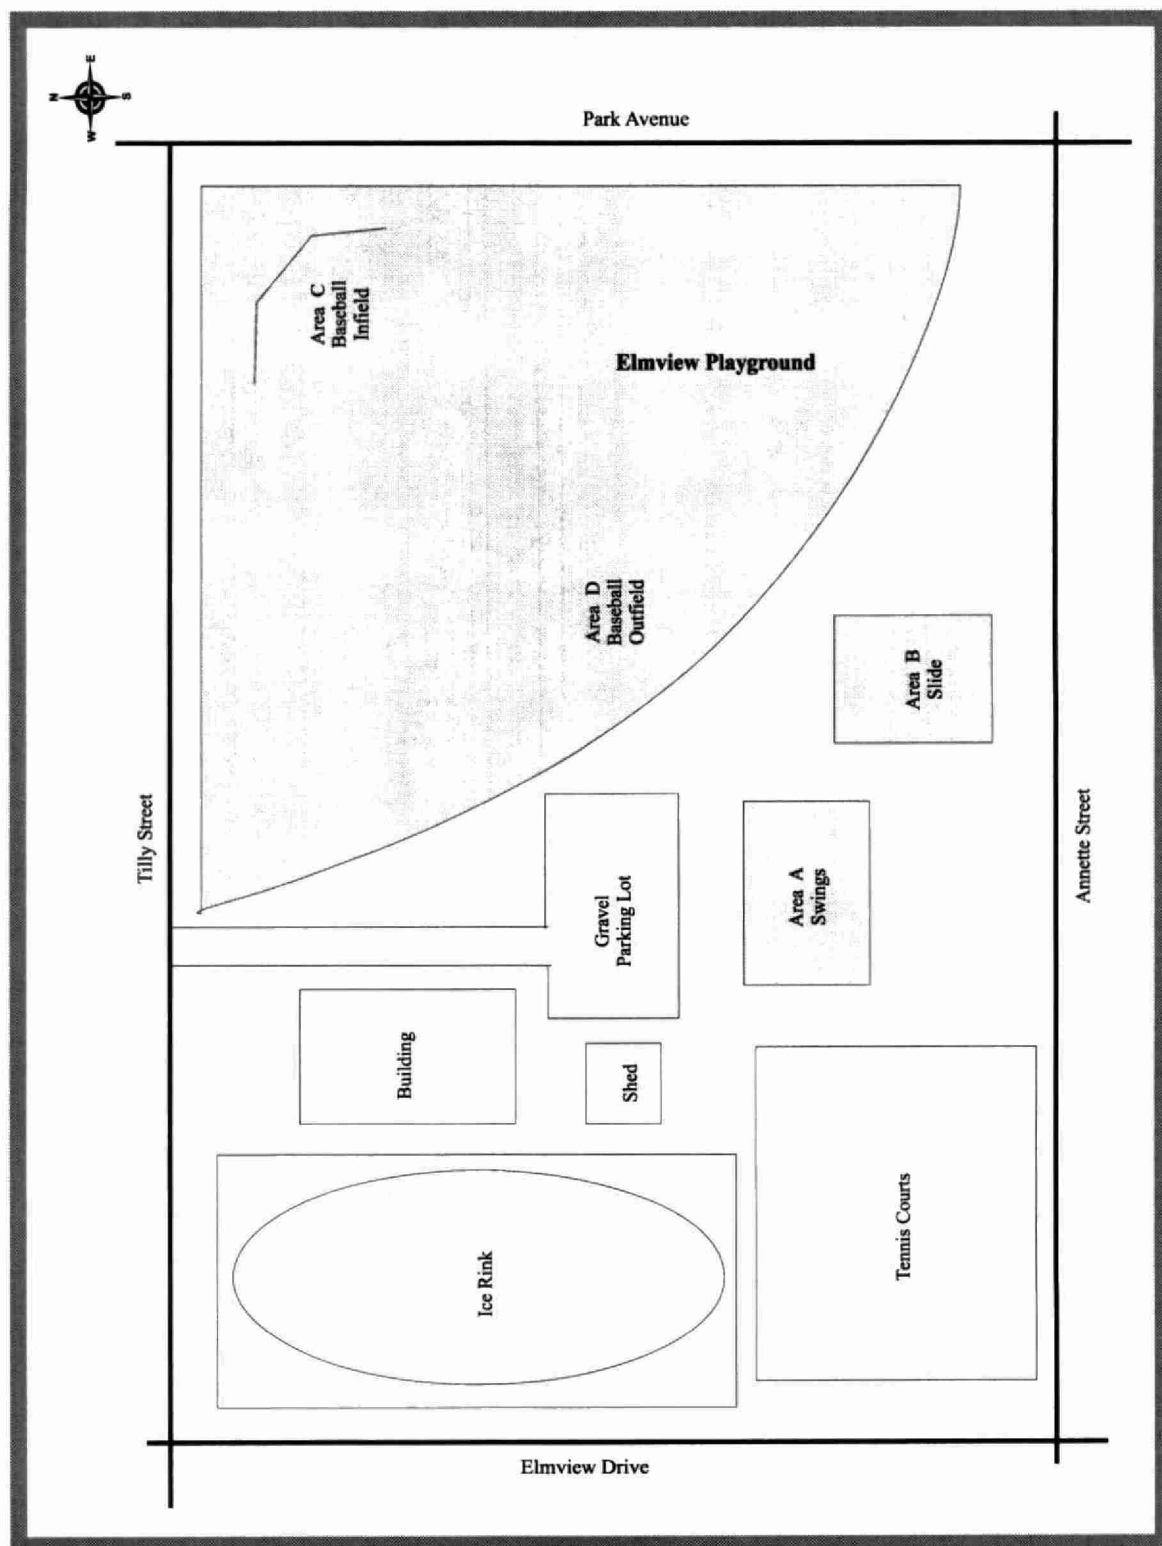 E
N
S
W
Park Avenue
Area C
Baseball
Infield
Elmview Playground
Area D
Baseball
Outfield
Area B
Slide
Tilly Street
Annette Street
Gravel
Parking Lot
Area A
Swings
Building
Shed
Ice Rink
Tennis Courts
Elmview Drive